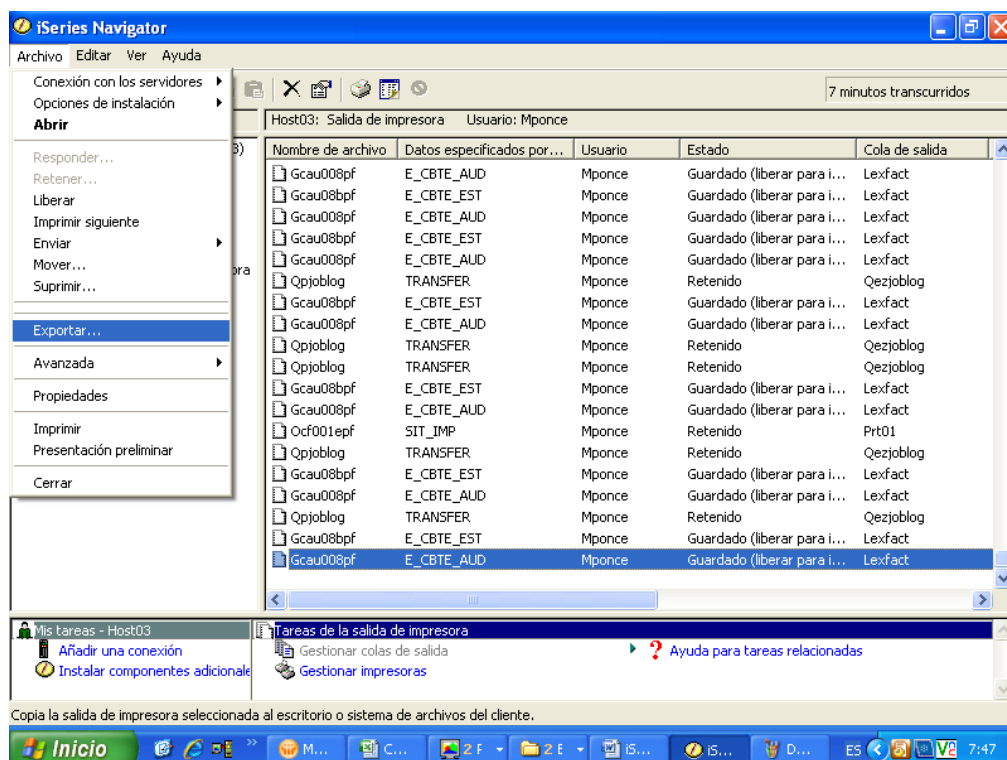 iSeries Navigator
Archivo Editar Ver Ayuda
Conexión con los servidores
Opciones de instalación
Abrir
Responder...
Retener...
Liberar
Imprimir siguiente
Enviar
Mover...
Suprimir...
Exportar...
Avanzada
Propiedades
Imprimir
Presentación preliminar
Cerrar
7 minutos transcurridos
Host03: Salida de impresora Usuario: Mponce
3)
ora
Nombre de archivo Datos especificados por... Usuario Estado Cola de salida
Gcau008pf E_CBTE_AUD Mponce Guardado (liberar para i... Lexfact
Gcau08bpf E_CBTE_EST Mponce Guardado (liberar para i... Lexfact
Gcau008pf E_CBTE_AUD Mponce Guardado (liberar para i... Lexfact
Gcau08bpf E_CBTE_EST Mponce Guardado (liberar para i... Lexfact
Gcau008pf E_CBTE_AUD Mponce Guardado (liberar para i... Lexfact
Qpjoblog TRANSFER Mponce Retenido Qezjoblog
Gcau08bpf E_CBTE_EST Mponce Guardado (liberar para i... Lexfact
Gcau008pf E_CBTE_AUD Mponce Guardado (liberar para i... Lexfact
Qpjoblog TRANSFER Mponce Retenido Qezjoblog
Qpjoblog TRANSFER Mponce Retenido Qezjoblog
Gcau08bpf E_CBTE_EST Mponce Guardado (liberar para i... Lexfact
Gcau008pf E_CBTE_AUD Mponce Guardado (liberar para i... Lexfact
Ocf001epf SIT_IMP Mponce Retenido Prt01
Qpjoblog TRANSFER Mponce Retenido Qezjoblog
Gcau08bpf E_CBTE_EST Mponce Guardado (liberar para i... Lexfact
Gcau008pf E_CBTE_AUD Mponce Guardado (liberar para i... Lexfact
Qpjoblog TRANSFER Mponce Retenido Qezjoblog
Gcau08bpf E_CBTE_EST Mponce Guardado (liberar para i... Lexfact
Gcau008pf E_CBTE_AUD Mponce Guardado (liberar para i... Lexfact
Mis tareas - Host03
Añadir una conexión
Instalar componentes adicionale
Tareas de la salida de impresora
Gestionar colas de salida
Gestionar impresoras
Ayuda para tareas relacionadas
Copia la salida de impresora seleccionada al escritorio o sistema de archivos del cliente.
Inicio M... C... 2 F 2 E iS... iS... D... ES 7:47